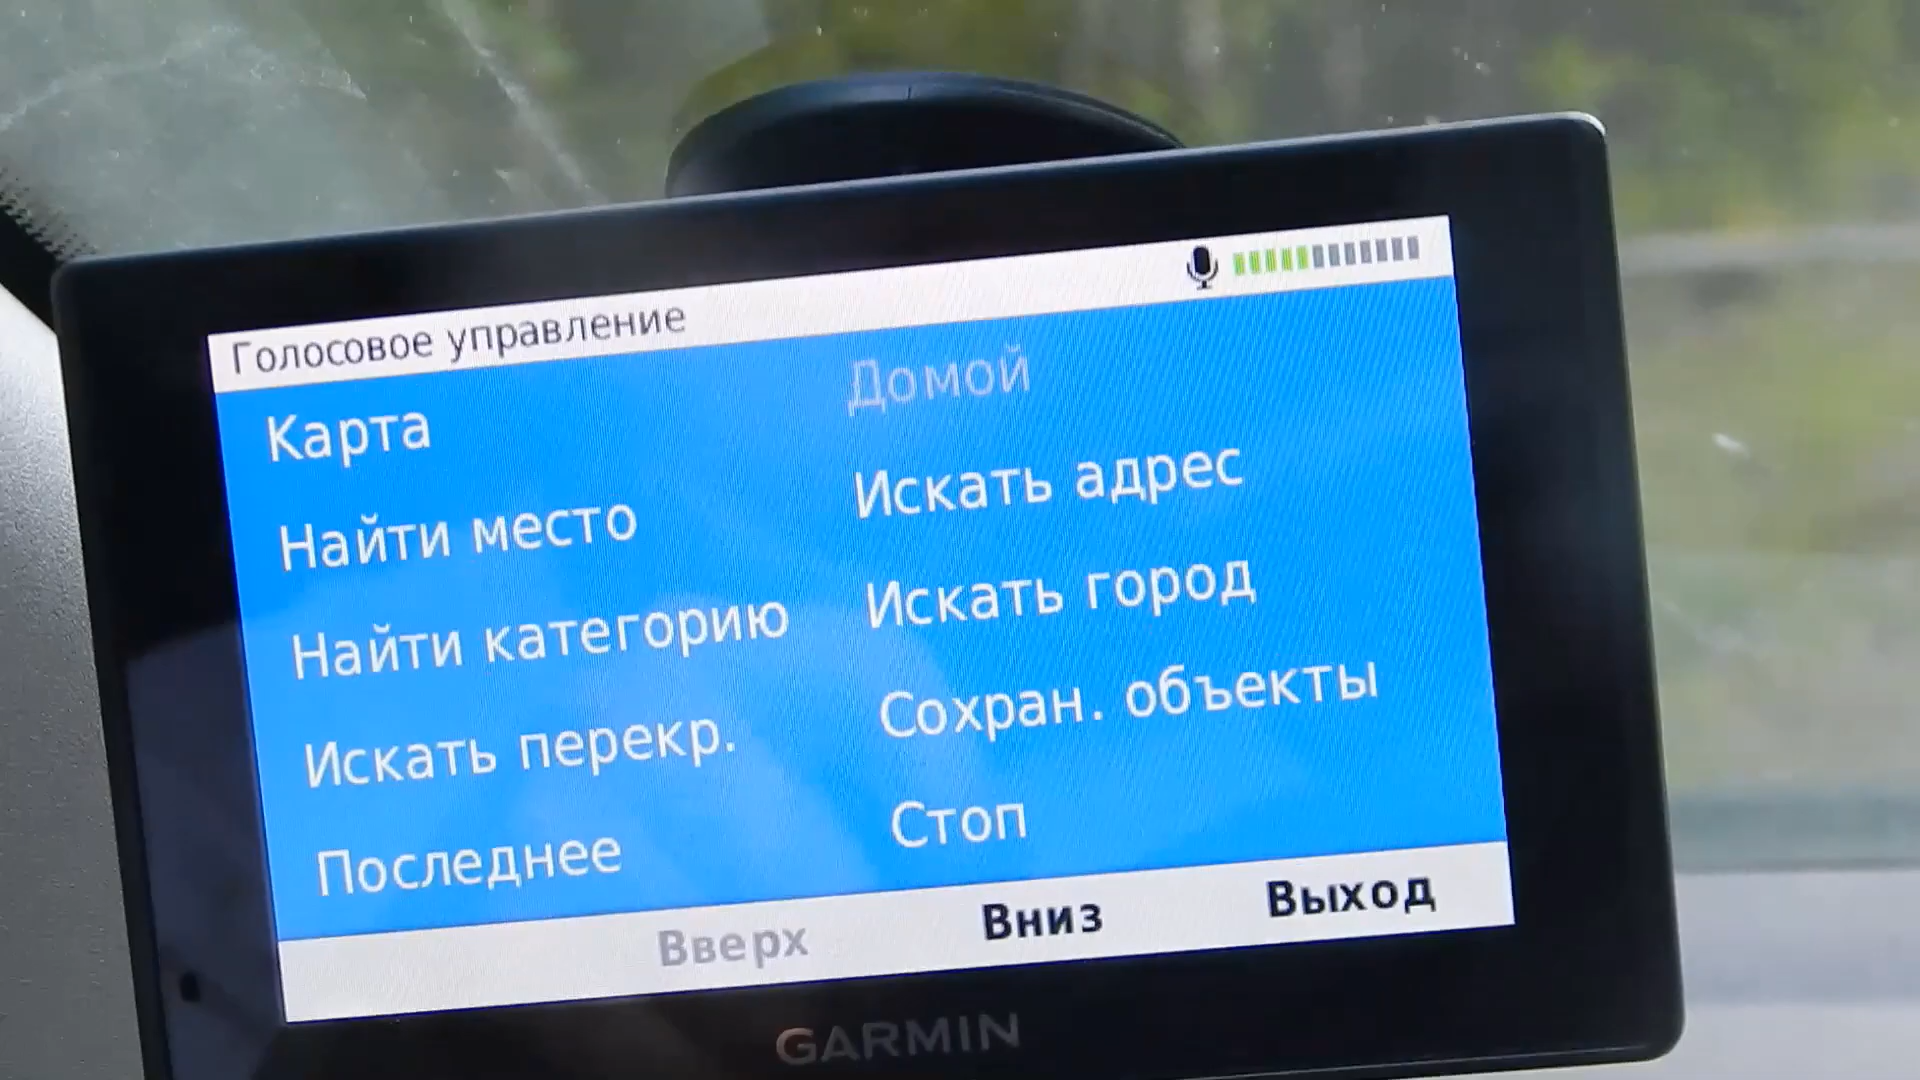 Голосовое управление
Карта
Домой
Найти место
Искать адрес
Найти категорию
Искать город
Искать перекр.
Сохран. объекты
Последнее
Стоп
Вверх
Вниз
Выход
GARMIN